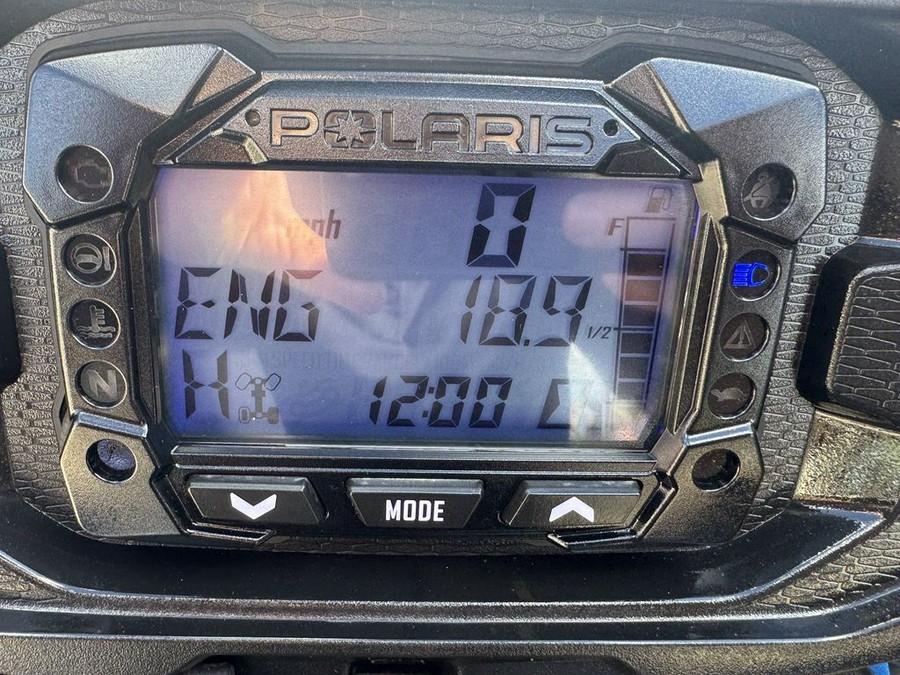 POLARIS
mph 0
F
ENG 18.9
1/2
H 12:00
N
MODE